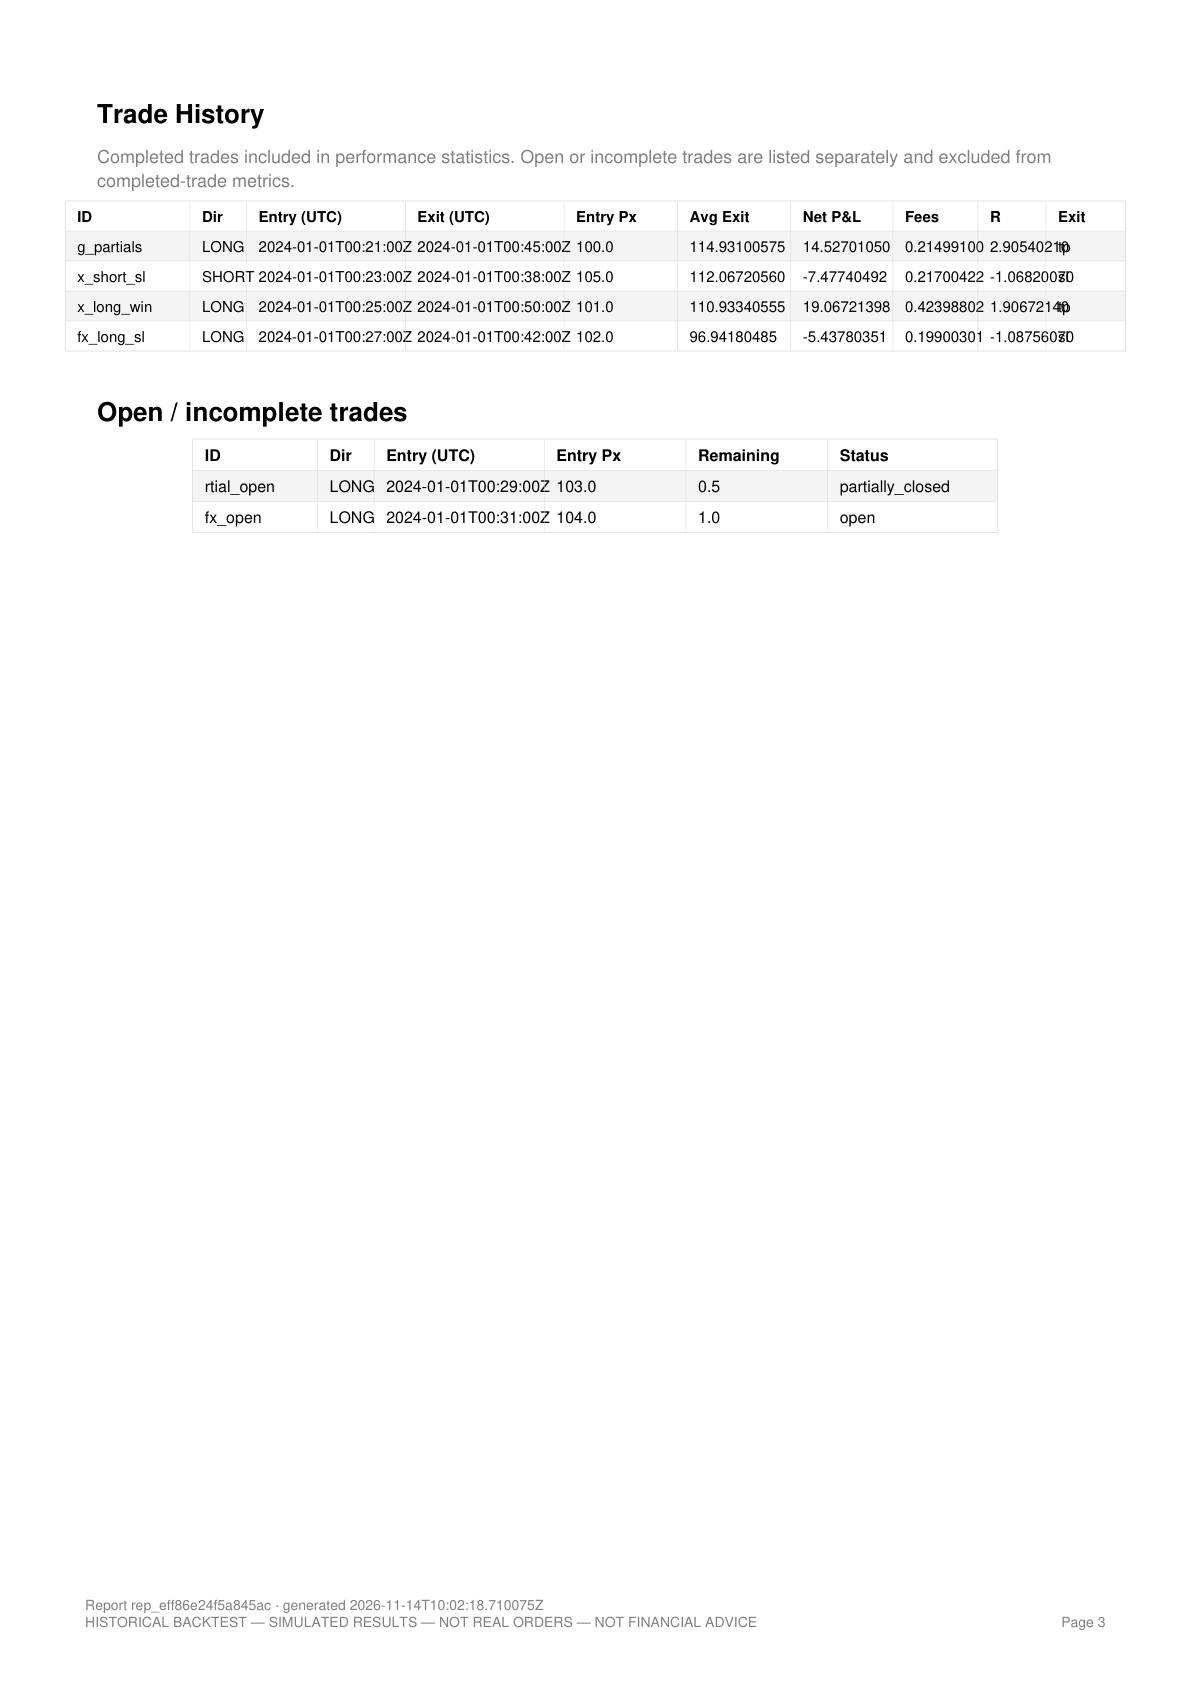 Trade History
Completed trades included in performance statistics. Open or incomplete trades are listed separately and excluded from
completed-trade metrics.
ID Dir Entry (UTC) Exit (UTC) Entry Px Avg Exit Net P&L Fees R Exit
g_partials LONG 2024-01-01T00:21:00Z 2024-01-01T00:45:00Z 100.0 114.93100575 14.52701050 0.21499100 2.90540210 tp
x_short_sl SHORT 2024-01-01T00:23:00Z 2024-01-01T00:38:00Z 105.0 112.06720560 -7.47740492 0.21700422 sl
x_long_win LONG 2024-01-01T00:25:00Z 2024-01-01T00:50:00Z 101.0 110.93340555 19.06721398 0.42398802 1.90672140 tp
fx_long_sl LONG 2024-01-01T00:27:00Z 2024-01-01T00:42:00Z 102.0 96.94180485 -5.43780351 0.19900301 sl
Open / incomplete trades
ID Dir Entry (UTC) Entry Px Remaining Status
rtial_open LONG 2024-01-01T00:29:00Z 103.0 0.5 partially_closed
fx_open LONG 2024-01-01T00:31:00Z 104.0 1.0 open
Report rep_eff86e24f5a845ac · generated 2026-11-14T10:02:18.710075Z
HISTORICAL BACKTEST — SIMULATED RESULTS — NOT REAL ORDERS — NOT FINANCIAL ADVICE Page 3